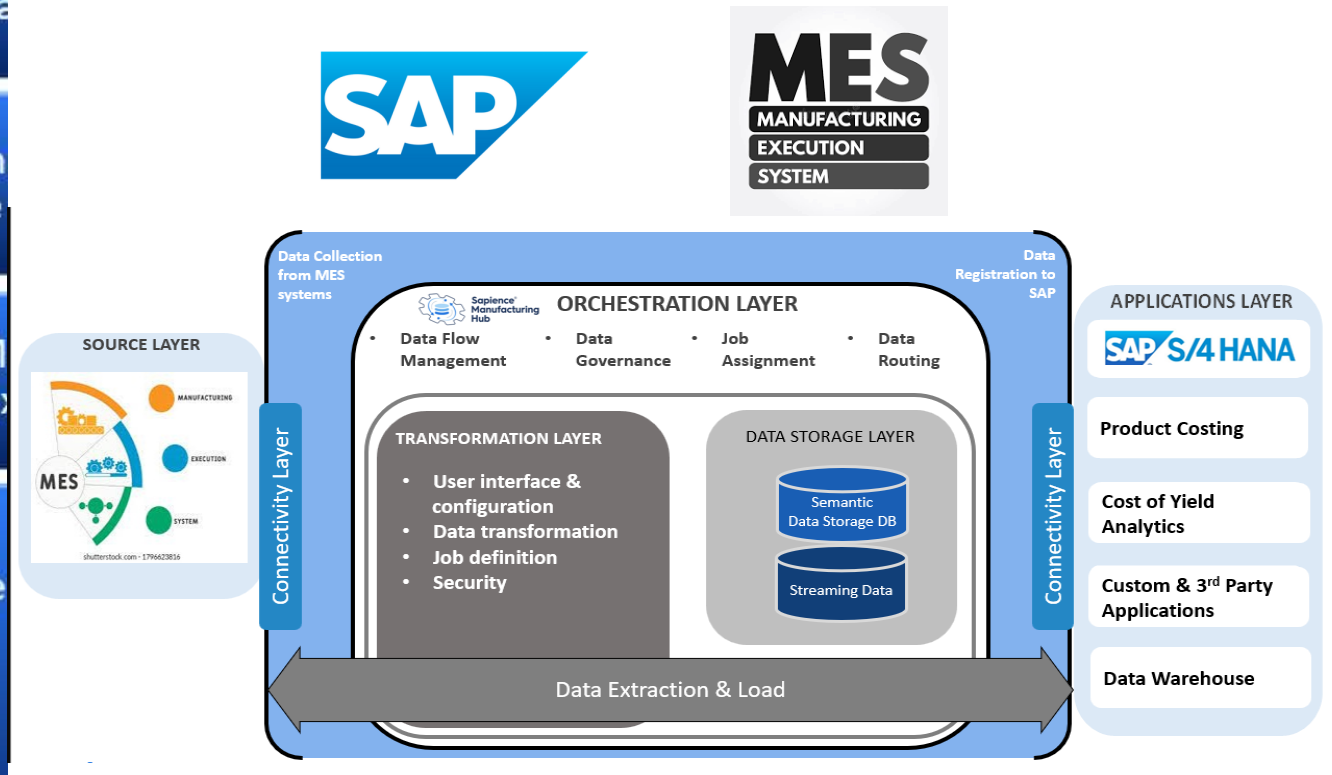 SAP
MES
MANUFACTURING
EXECUTION
SYSTEM
Data Collection
from MES
systems
Data
Registration to
SAP
Sapience®
Manufacturing
Hub
ORCHESTRATION LAYER
• Data Flow
Management
• Data
Governance
• Job
Assignment
• Data
Routing
SOURCE LAYER
MES
MANUFACTURING
EXECUTION
SYSTEM
shutterstock.com · 1796623816
Connectivity Layer
TRANSFORMATION LAYER
• User interface &
configuration
• Data transformation
• Job definition
• Security
DATA STORAGE LAYER
Semantic
Data Storage DB
Streaming Data
Connectivity Layer
Data Extraction & Load
APPLICATIONS LAYER
SAP S/4 HANA
Product Costing
Cost of Yield
Analytics
Custom & 3rd Party
Applications
Data Warehouse